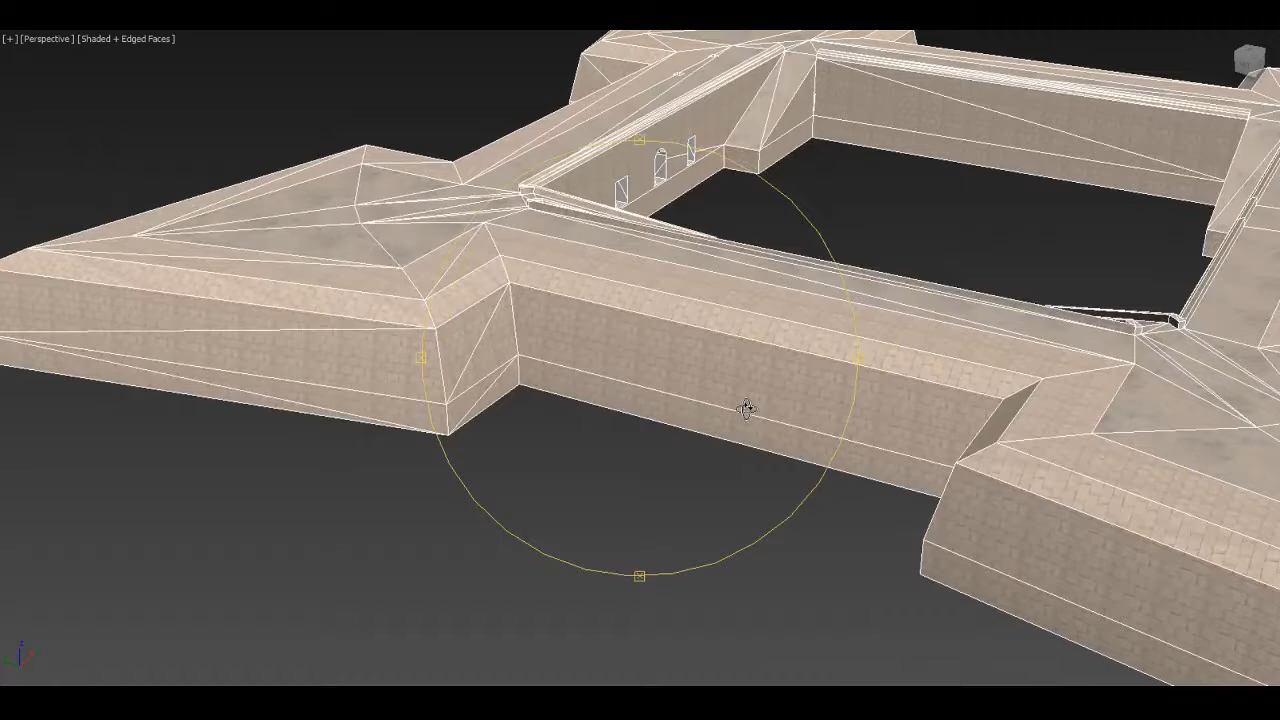 [+] [Perspective ] [Shaded + Edged Faces ]
z